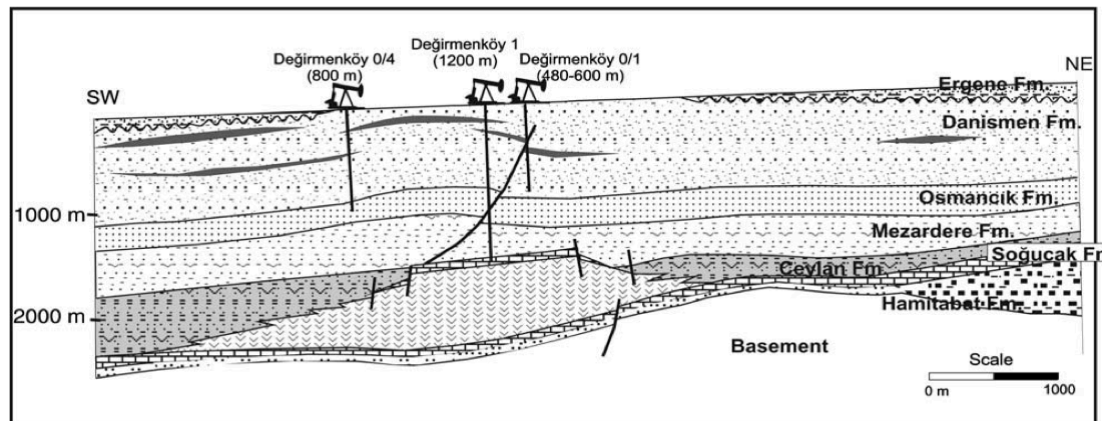 Değirmenköy 0/4
(800 m)
Değirmenköy 1
(1200 m)
Değirmenköy 0/1
(480-600 m)
SW
NE
Ergene Fm.
Danismen Fm.
Osmancık Fm.
1000 m
Mezardere Fm.
Soğucak F
Ceylan Fm
Hamitabat Fm.
2000 m
Basement
Scale
0 m
1000